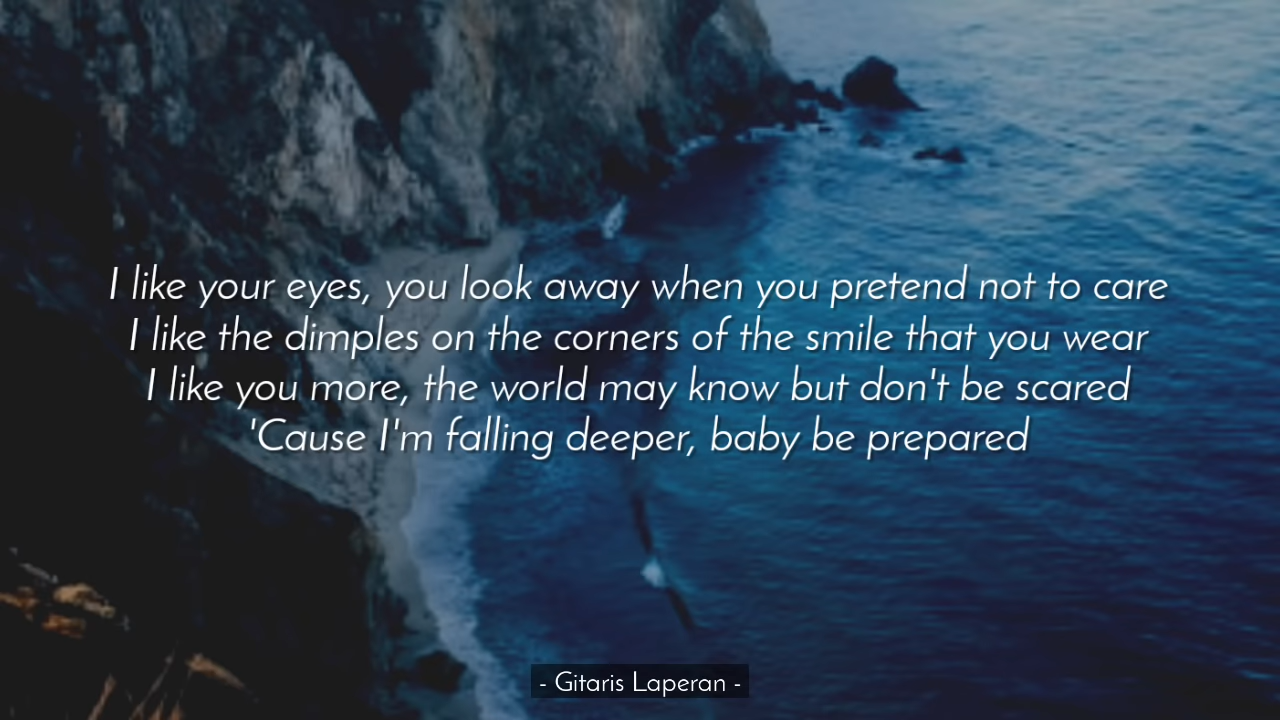 I like your eyes, you look away when you pretend not to care
I like the dimples on the corners of the smile that you wear
I like you more, the world may know but don't be scared
'Cause I'm falling deeper, baby be prepared
- Gitaris Laperan -